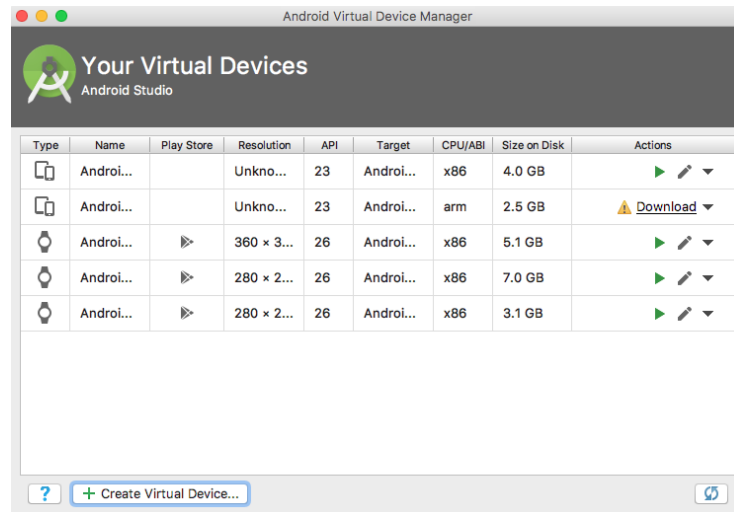 Android Virtual Device Manager
Your Virtual Devices
Android Studio
Type Name Play Store Resolution API Target CPU/ABI Size on Disk Actions
Androi... Unkno... 23 Androi... x86 4.0 GB
Androi... Unkno... 23 Androi... arm 2.5 GB Download
Androi... 360 × 3... 26 Androi... x86 5.1 GB
Androi... 280 × 2... 26 Androi... x86 7.0 GB
Androi... 280 × 2... 26 Androi... x86 3.1 GB
? + Create Virtual Device...